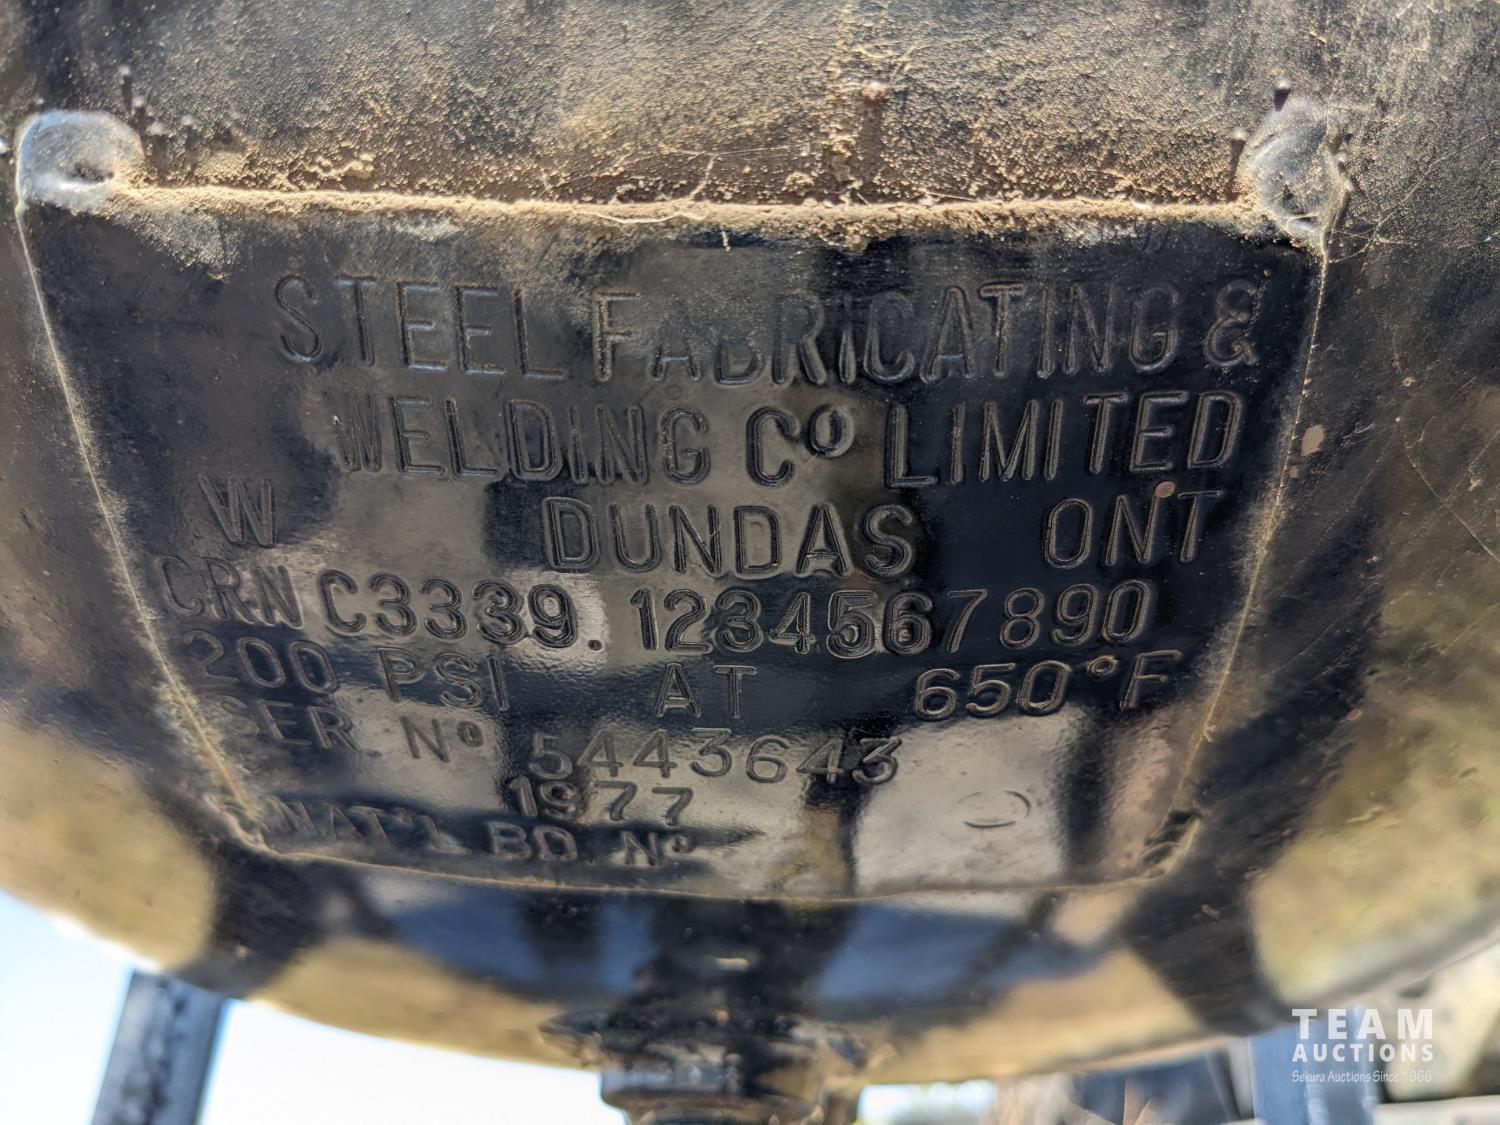 STEEL FABRICATING &
WELDING Cº LIMITED
W DUNDAS ONT
CRN C3339.1234567890
200 PSI AT 650°F
SER Nº 5443643
1977
NAT'L BD. Nº
TEAM
AUCTIONS
Sekura Auctions Since 1966